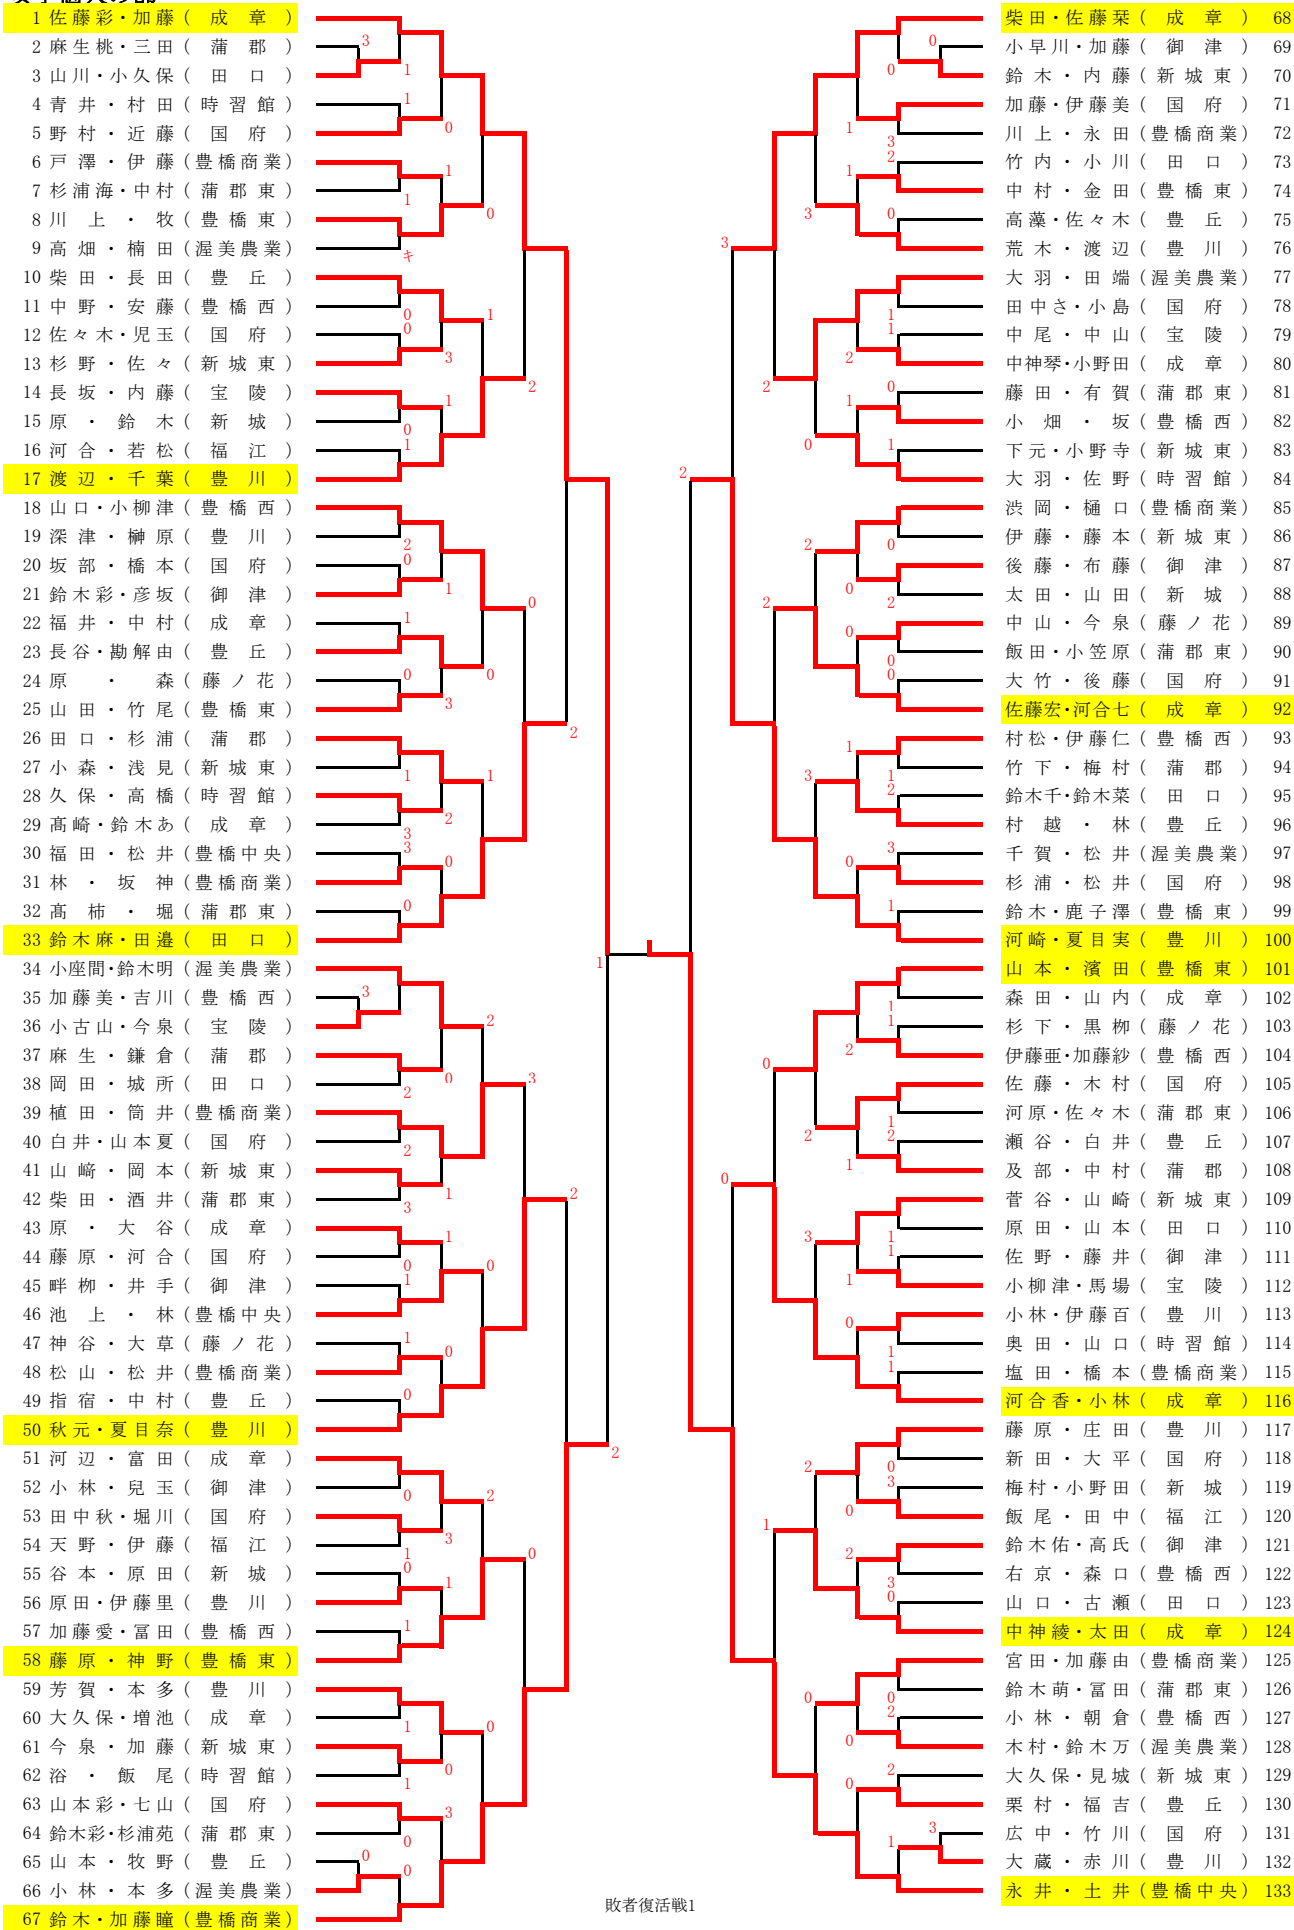 1 佐藤彩・加藤 ( 成 章 )
2 麻生桃・三田 ( 蒲 郡 )
3 山川・小久保 ( 田 口 )
4 青井・村田 ( 時習館 )
5 野村・近藤 ( 国 府 )
6 戸澤・伊藤 (豊橋商業)
7 杉浦海・中村 ( 蒲郡東 )
8 川上・牧 ( 豊橋東 )
9 高畑・楠田 (渥美農業)
10 柴田・長田 ( 豊 丘 )
11 中野・安藤 ( 豊橋西 )
12 佐々木・児玉 ( 国 府 )
13 杉野・佐々 ( 新城東 )
14 長坂・内藤 ( 宝 陵 )
15 原・鈴木 ( 新 城 )
16 河合・若松 ( 福 江 )
17 渡辺・千葉 ( 豊 川 )
18 山口・小柳津 ( 豊橋西 )
19 深津・榊原 ( 豊 川 )
20 坂部・橋本 ( 国 府 )
21 鈴木彩・彦坂 ( 御 津 )
22 福井・中村 ( 成 章 )
23 長谷・勘解由 ( 豊 丘 )
24 原・森 ( 藤ノ花 )
25 山田・竹尾 ( 豊橋東 )
26 田口・杉浦 ( 蒲 郡 )
27 小森・浅見 ( 新城東 )
28 久保・高橋 ( 時習館 )
29 髙崎・鈴木あ ( 成 章 )
30 福田・松井 (豊橋中央)
31 林・坂神 (豊橋商業)
32 髙柿・堀 ( 蒲郡東 )
33 鈴木麻・田邉 ( 田 口 )
34 小座間・鈴木明 (渥美農業)
35 加藤美・吉川 ( 豊橋西 )
36 小古山・今泉 ( 宝 陵 )
37 麻生・鎌倉 ( 蒲 郡 )
38 岡田・城所 ( 田 口 )
39 植田・筒井 (豊橋商業)
40 白井・山本夏 ( 国 府 )
41 山﨑・岡本 ( 新城東 )
42 柴田・酒井 ( 蒲郡東 )
43 原・大谷 ( 成 章 )
44 藤原・河合 ( 国 府 )
45 畔栁・井手 ( 御 津 )
46 池上・林 (豊橋中央)
47 神谷・大草 ( 藤ノ花 )
48 松山・松井 (豊橋商業)
49 指宿・中村 ( 豊 丘 )
50 秋元・夏目奈 ( 豊 川 )
51 河辺・富田 ( 成 章 )
52 小林・兒玉 ( 御 津 )
53 田中秋・堀川 ( 国 府 )
54 天野・伊藤 ( 福 江 )
55 谷本・原田 ( 新 城 )
56 原田・伊藤里 ( 豊 川 )
57 加藤愛・冨田 ( 豊橋西 )
58 藤原・神野 ( 豊橋東 )
59 芳賀・本多 ( 豊 川 )
60 大久保・増池 ( 成 章 )
61 今泉・加藤 ( 新城東 )
62 浴・飯尾 ( 時習館 )
63 山本彩・七山 ( 国 府 )
64 鈴木彩・杉浦苑 ( 蒲郡東 )
65 山本・牧野 ( 豊 丘 )
66 小林・本多 (渥美農業)
67 鈴木・加藤瞳 (豊橋商業)
柴田・佐藤栞 ( 成 章 ) 68
小早川・加藤 ( 御 津 ) 69
鈴木・内藤 ( 新城東 ) 70
加藤・伊藤美 ( 国 府 ) 71
川上・永田 (豊橋商業) 72
竹内・小川 ( 田 口 ) 73
中村・金田 ( 豊橋東 ) 74
高藻・佐々木 ( 豊 丘 ) 75
荒木・渡辺 ( 豊 川 ) 76
大羽・田端 (渥美農業) 77
田中さ・小島 ( 国 府 ) 78
中尾・中山 ( 宝 陵 ) 79
中神琴・小野田 ( 成 章 ) 80
藤田・有賀 ( 蒲郡東 ) 81
小畑・坂 ( 豊橋西 ) 82
下元・小野寺 ( 新城東 ) 83
大羽・佐野 ( 時習館 ) 84
渋岡・樋口 (豊橋商業) 85
伊藤・藤本 ( 新城東 ) 86
後藤・布藤 ( 御 津 ) 87
太田・山田 ( 新 城 ) 88
中山・今泉 ( 藤ノ花 ) 89
飯田・小笠原 ( 蒲郡東 ) 90
大竹・後藤 ( 国 府 ) 91
佐藤宏・河合七 ( 成 章 ) 92
村松・伊藤仁 ( 豊橋西 ) 93
竹下・梅村 ( 蒲 郡 ) 94
鈴木千・鈴木菜 ( 田 口 ) 95
村越・林 ( 豊 丘 ) 96
千賀・松井 (渥美農業) 97
杉浦・松井 ( 国 府 ) 98
鈴木・鹿子澤 ( 豊橋東 ) 99
河崎・夏目実 ( 豊 川 ) 100
山本・濱田 ( 豊橋東 ) 101
森田・山内 ( 成 章 ) 102
杉下・黒栁 ( 藤ノ花 ) 103
伊藤亜・加藤紗 ( 豊橋西 ) 104
佐藤・木村 ( 国 府 ) 105
河原・佐々木 ( 蒲郡東 ) 106
瀬谷・白井 ( 豊 丘 ) 107
及部・中村 ( 蒲 郡 ) 108
菅谷・山崎 ( 新城東 ) 109
原田・山本 ( 田 口 ) 110
佐野・藤井 ( 御 津 ) 111
小柳津・馬場 ( 宝 陵 ) 112
小林・伊藤百 ( 豊 川 ) 113
奥田・山口 ( 時習館 ) 114
塩田・橋本 (豊橋商業) 115
河合香・小林 ( 成 章 ) 116
藤原・庄田 ( 豊 川 ) 117
新田・大平 ( 国 府 ) 118
梅村・小野田 ( 新 城 ) 119
飯尾・田中 ( 福 江 ) 120
鈴木佑・高氏 ( 御 津 ) 121
右京・森口 ( 豊橋西 ) 122
山口・古瀬 ( 田 口 ) 123
中神綾・太田 ( 成 章 ) 124
宮田・加藤由 (豊橋商業) 125
鈴木萌・冨田 ( 蒲郡東 ) 126
小林・朝倉 ( 豊橋西 ) 127
木村・鈴木万 (渥美農業) 128
大久保・見城 ( 新城東 ) 129
栗村・福吉 ( 豊 丘 ) 130
広中・竹川 ( 国 府 ) 131
大蔵・赤川 ( 豊 川 ) 132
永井・土井 (豊橋中央) 133
敗者復活戦1